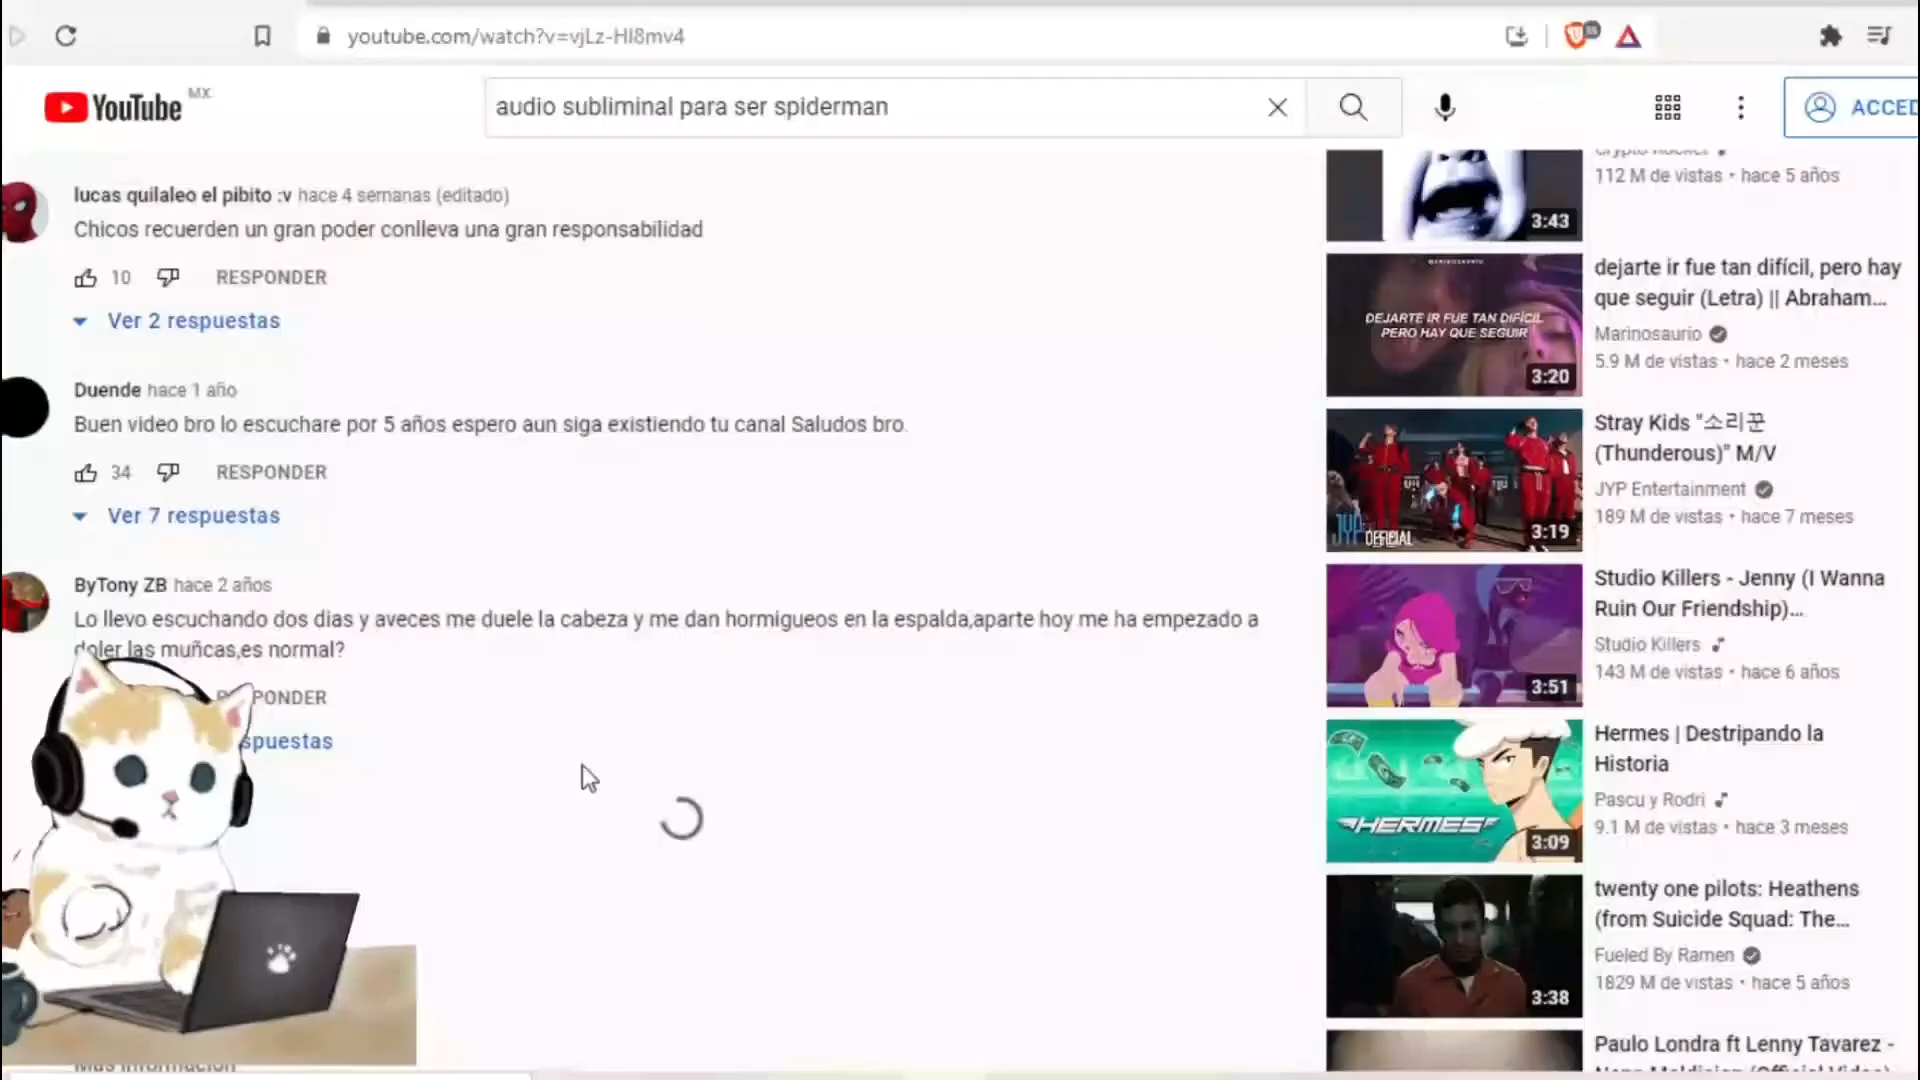 youtube.com/watch?v=vjLz-HI8mv4
YouTube MX
audio subliminal para ser spiderman
ACCED
lucas quilaleo el pibito :v hace 4 semanas (editado)
Chicos recuerden un gran poder conlleva una gran responsabilidad
10 RESPONDER
Ver 2 respuestas
Duende hace 1 año
Buen video bro lo escuchare por 5 años espero aun siga existiendo tu canal Saludos bro.
34 RESPONDER
Ver 7 respuestas
ByTony ZB hace 2 años
Lo llevo escuchando dos dias y aveces me duele la cabeza y me dan hormigueos en la espalda,aparte hoy me ha empezado a
doler las muñcas,es normal?
PONDER
spuestas
Más información
3:43
112 M de vistas • hace 5 años
DEJARTE IR FUE TAN DIFÍCIL
PERO HAY QUE SEGUIR
3:20
dejarte ir fue tan difícil, pero hay
que seguir (Letra) || Abraham...
Marinosaurio
5.9 M de vistas • hace 2 meses
JYP OFFICIAL
3:19
Stray Kids "소리꾼
(Thunderous)" M/V
JYP Entertainment
189 M de vistas • hace 7 meses
3:51
Studio Killers - Jenny (I Wanna
Ruin Our Friendship)...
Studio Killers
143 M de vistas • hace 6 años
HERMES
3:09
Hermes | Destripando la
Historia
Pascu y Rodri
9.1 M de vistas • hace 3 meses
3:38
twenty one pilots: Heathens
(from Suicide Squad: The...
Fueled By Ramen
1829 M de vistas • hace 5 años
Paulo Londra ft Lenny Tavarez -